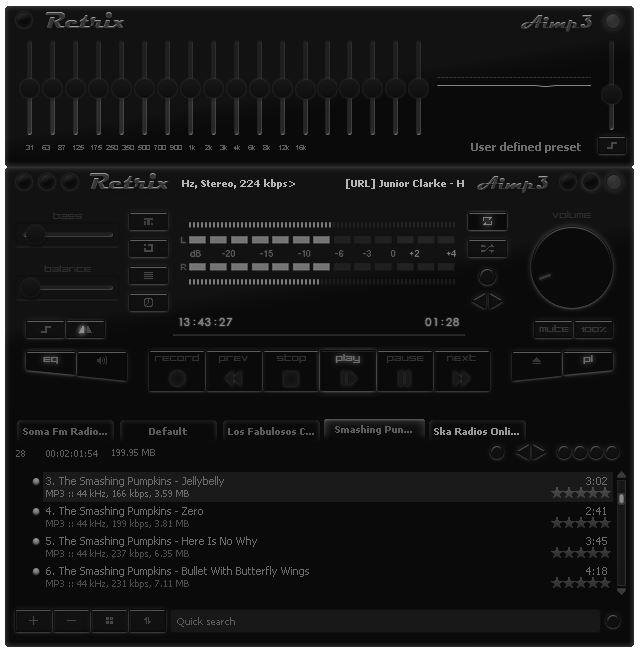 Retrix Aimp3
31 63 87 125 175 250 350 500 700 900 1k 2k 3k 4k 6k 8k 12k 16k
User defined preset
Retrix Hz, Stereo, 224 kbps> [URL] Junior Clarke - H Aimp3
bass
volume
L
dB -20 -15 -10 -6 -3 0 +2 +4
R
balance
13:43:27 01:28
mute 100%
eq record prev stop play pause next pl
Soma Fm Radio... Default Los Fabulosos C... Smashing Pun... Ska Radios Onli...
28 00:02:01:54 199.95 MB
3. The Smashing Pumpkins - Jellybelly 3:02
MP3 :: 44 kHz, 166 kbps, 3.59 MB
4. The Smashing Pumpkins - Zero 2:41
MP3 :: 44 kHz, 199 kbps, 3.81 MB
5. The Smashing Pumpkins - Here Is No Why 3:45
MP3 :: 44 kHz, 237 kbps, 6.35 MB
6. The Smashing Pumpkins - Bullet With Butterfly Wings 4:18
MP3 :: 44 kHz, 231 kbps, 7.11 MB
Quick search